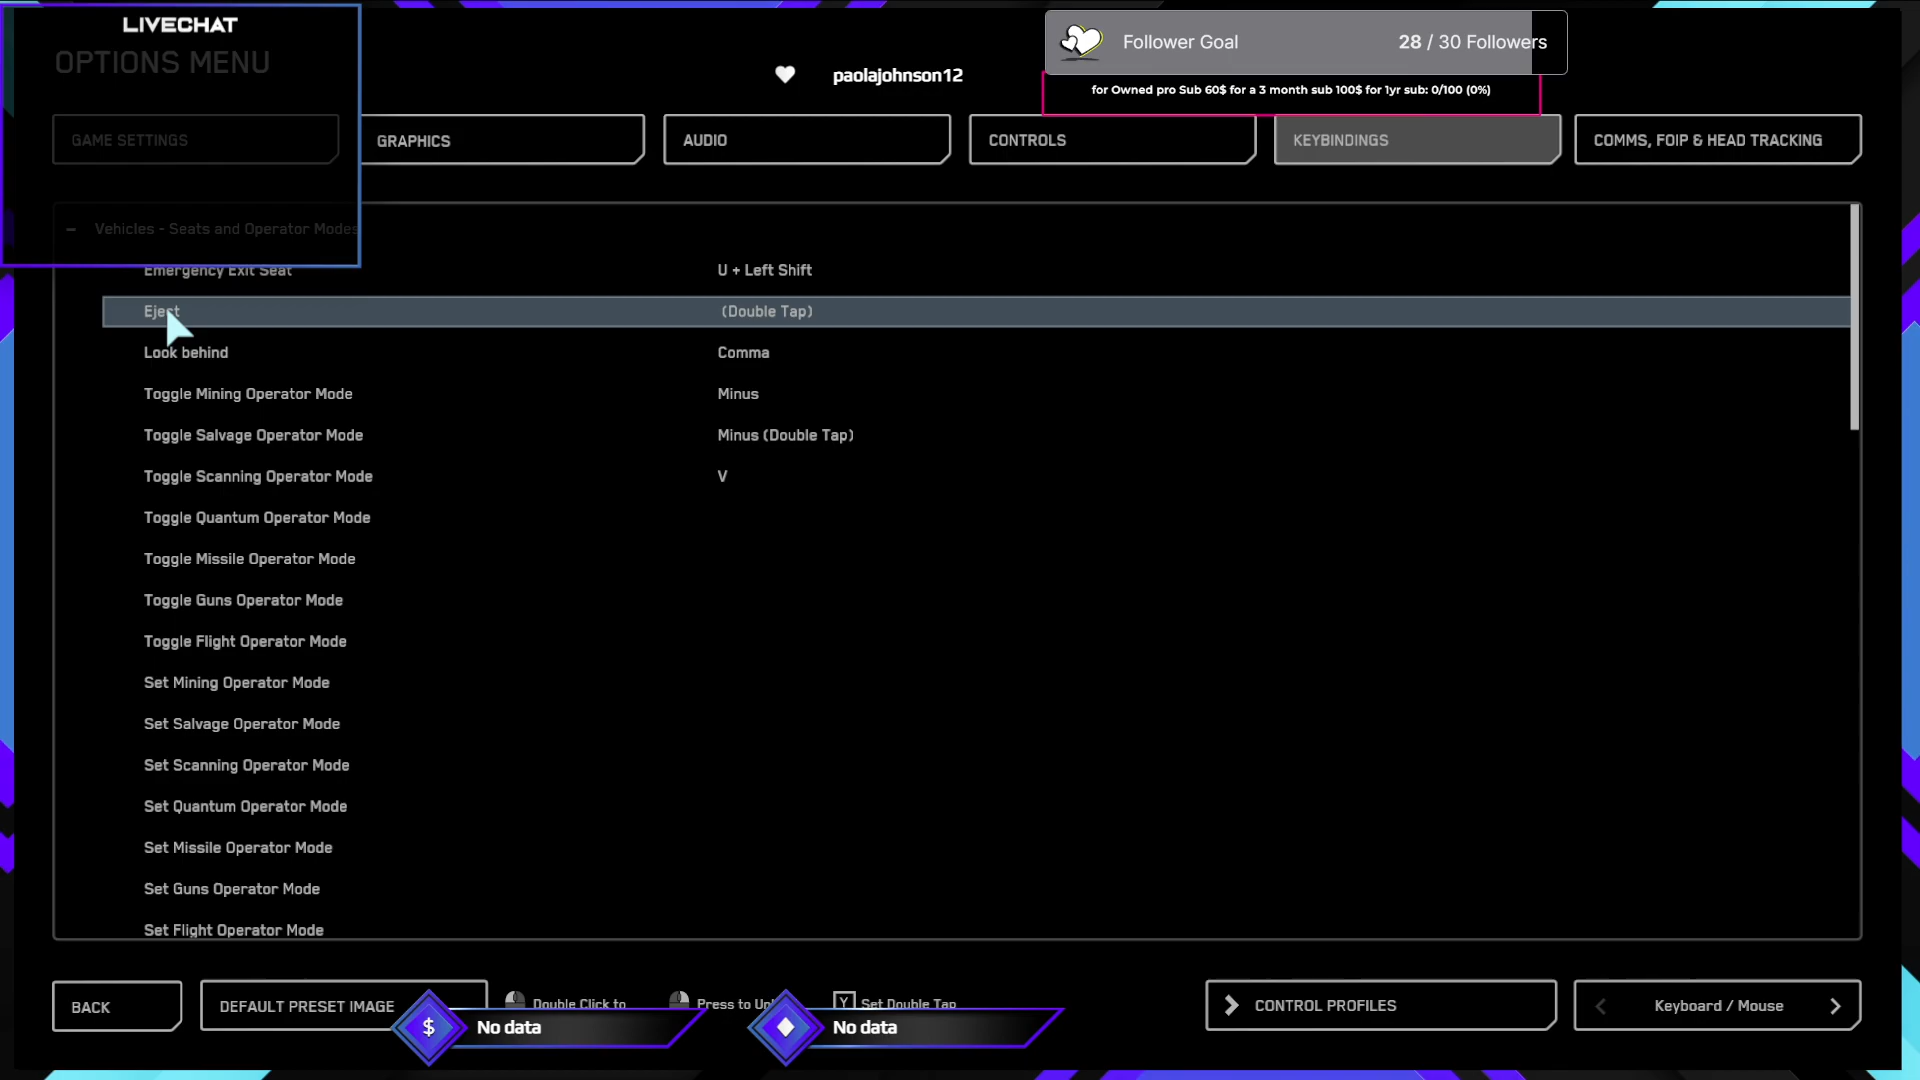 LIVECHAT
OPTIONS MENU
paolajohnson12
Follower Goal
28 / 30 Followers
for Owned pro Sub 60$ for a 3 month sub 100$ for 1yr sub: 0/100 (0%)
GAME SETTINGS
GRAPHICS
AUDIO
CONTROLS
KEYBINDINGS
COMMS, FOIP & HEAD TRACKING
– Vehicles - Seats and Operator Modes
Emergency Exit Seat U + Left Shift
Eject (Double Tap)
Look behind Comma
Toggle Mining Operator Mode Minus
Toggle Salvage Operator Mode Minus (Double Tap)
Toggle Scanning Operator Mode V
Toggle Quantum Operator Mode
Toggle Missile Operator Mode
Toggle Guns Operator Mode
Toggle Flight Operator Mode
Set Mining Operator Mode
Set Salvage Operator Mode
Set Scanning Operator Mode
Set Quantum Operator Mode
Set Missile Operator Mode
Set Guns Operator Mode
Set Flight Operator Mode
BACK
DEFAULT PRESET IMAGE
Double Click to
Press to
Y Set Double Tap
CONTROL PROFILES
Keyboard / Mouse
$ No data
No data